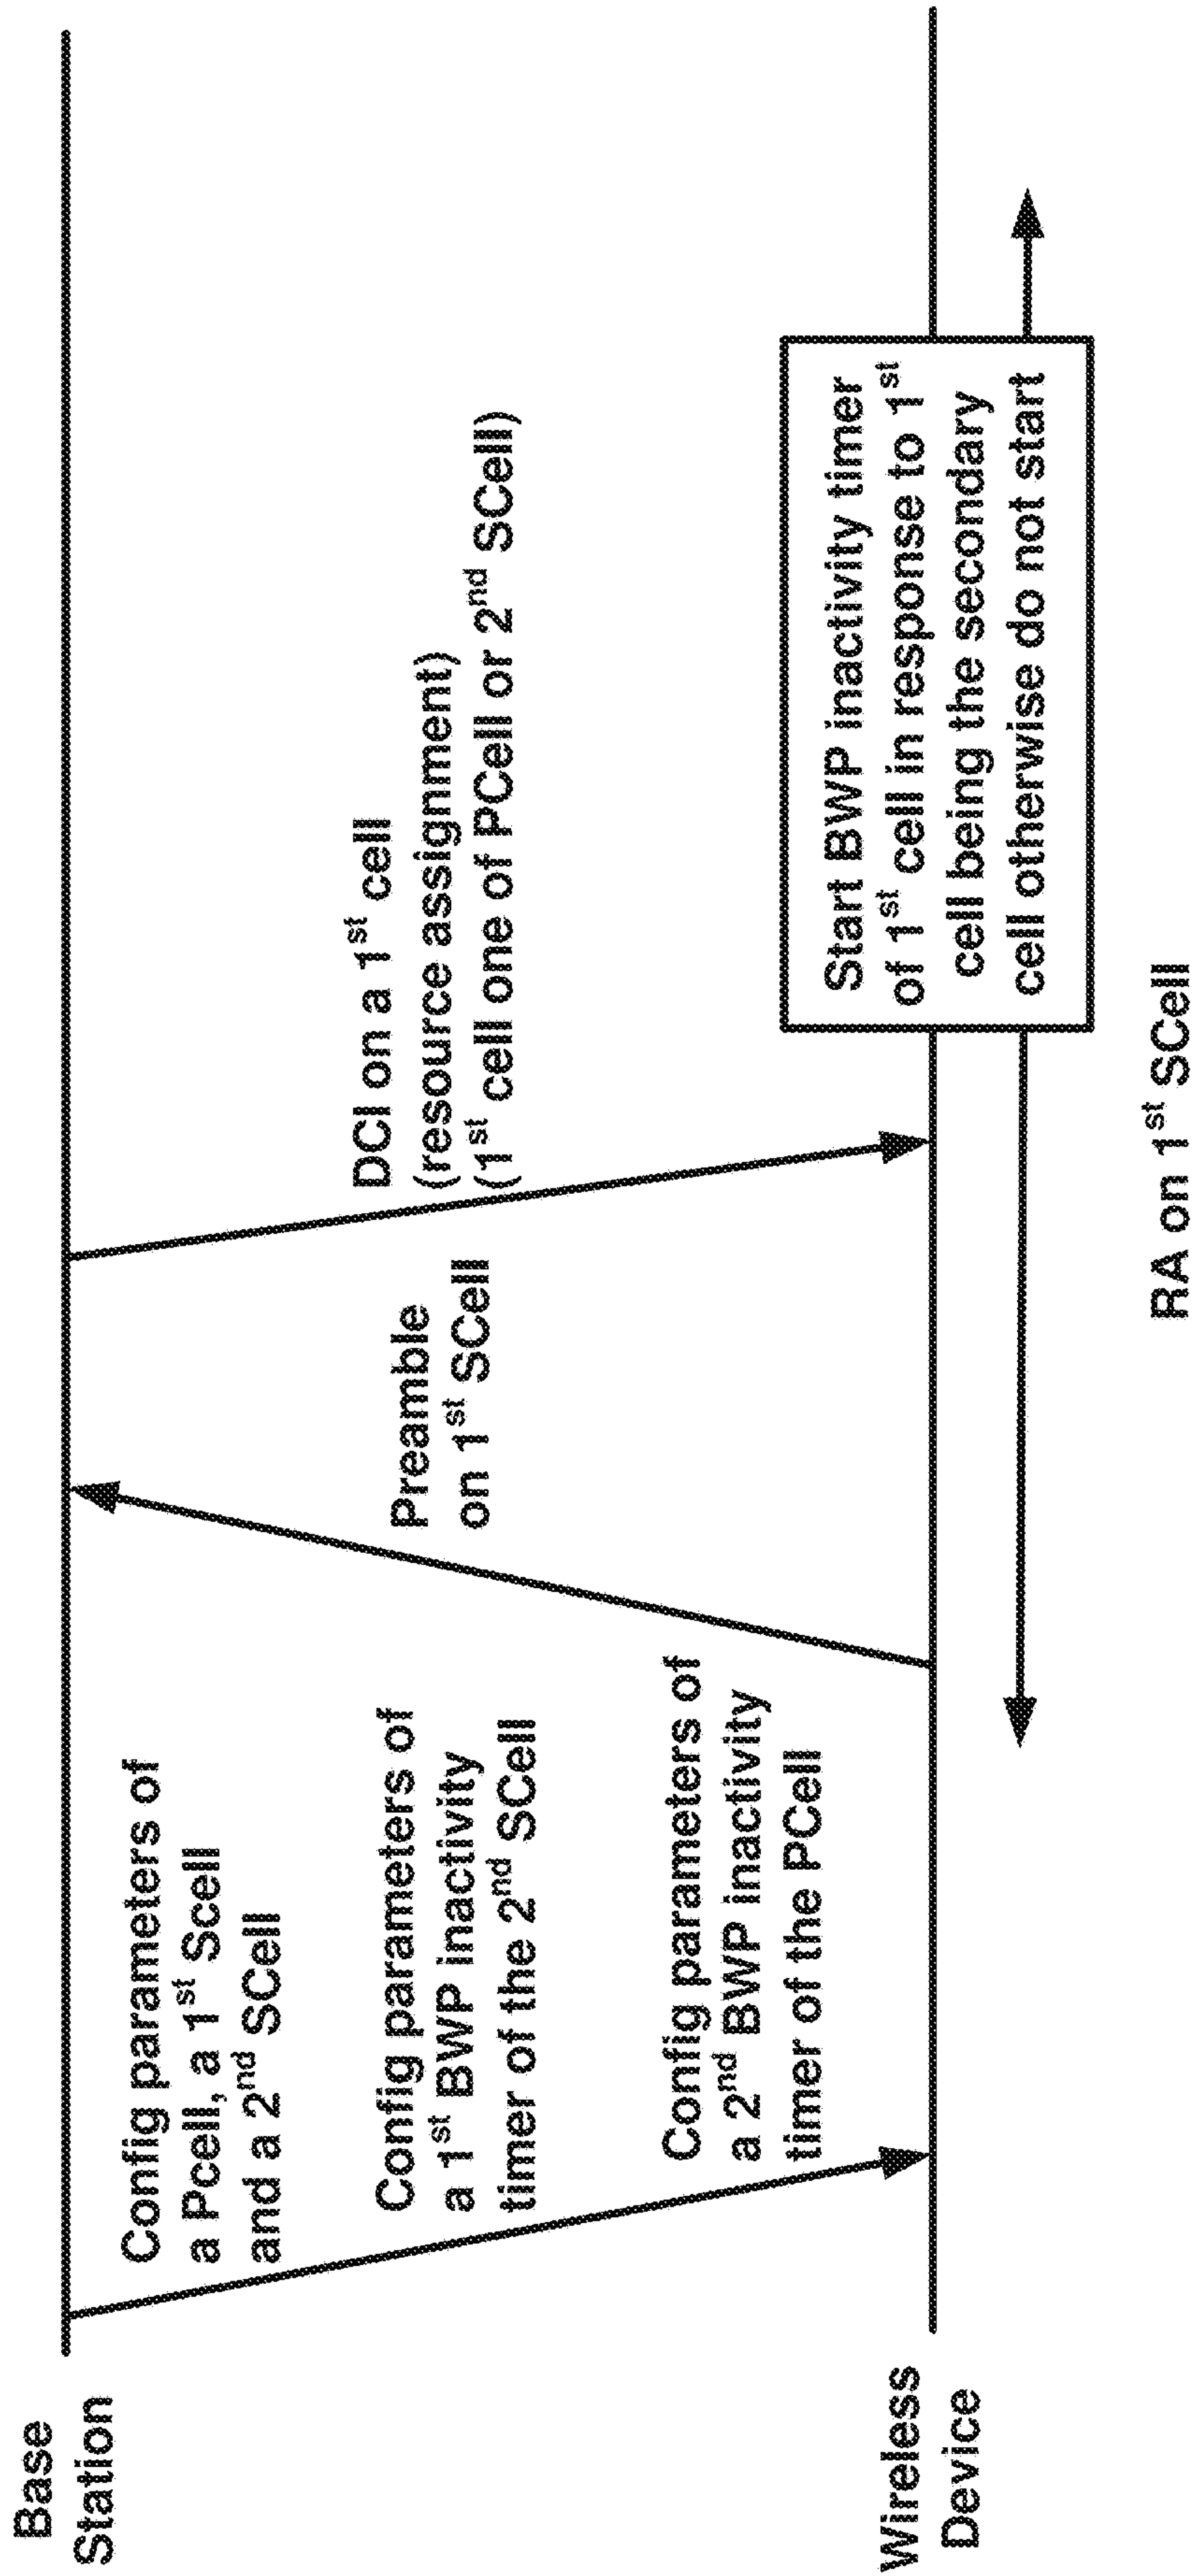 Base
Station
Config parameters of
a Pcell, a 1st Scell
and a 2nd SCell
Config parameters of
a 1st BWP inactivity
timer of the 2nd SCell
Config parameters of
a 2nd BWP inactivity
timer of the PCell
Preamble
on 1st SCell
DCI on a 1st cell
(resource assignment)
(1st cell one of PCell or 2nd SCell)
Start BWP inactivity timer
of 1st cell in response to 1st
cell being the secondary
cell otherwise do not start
Wireless
Device
RA on 1st SCell